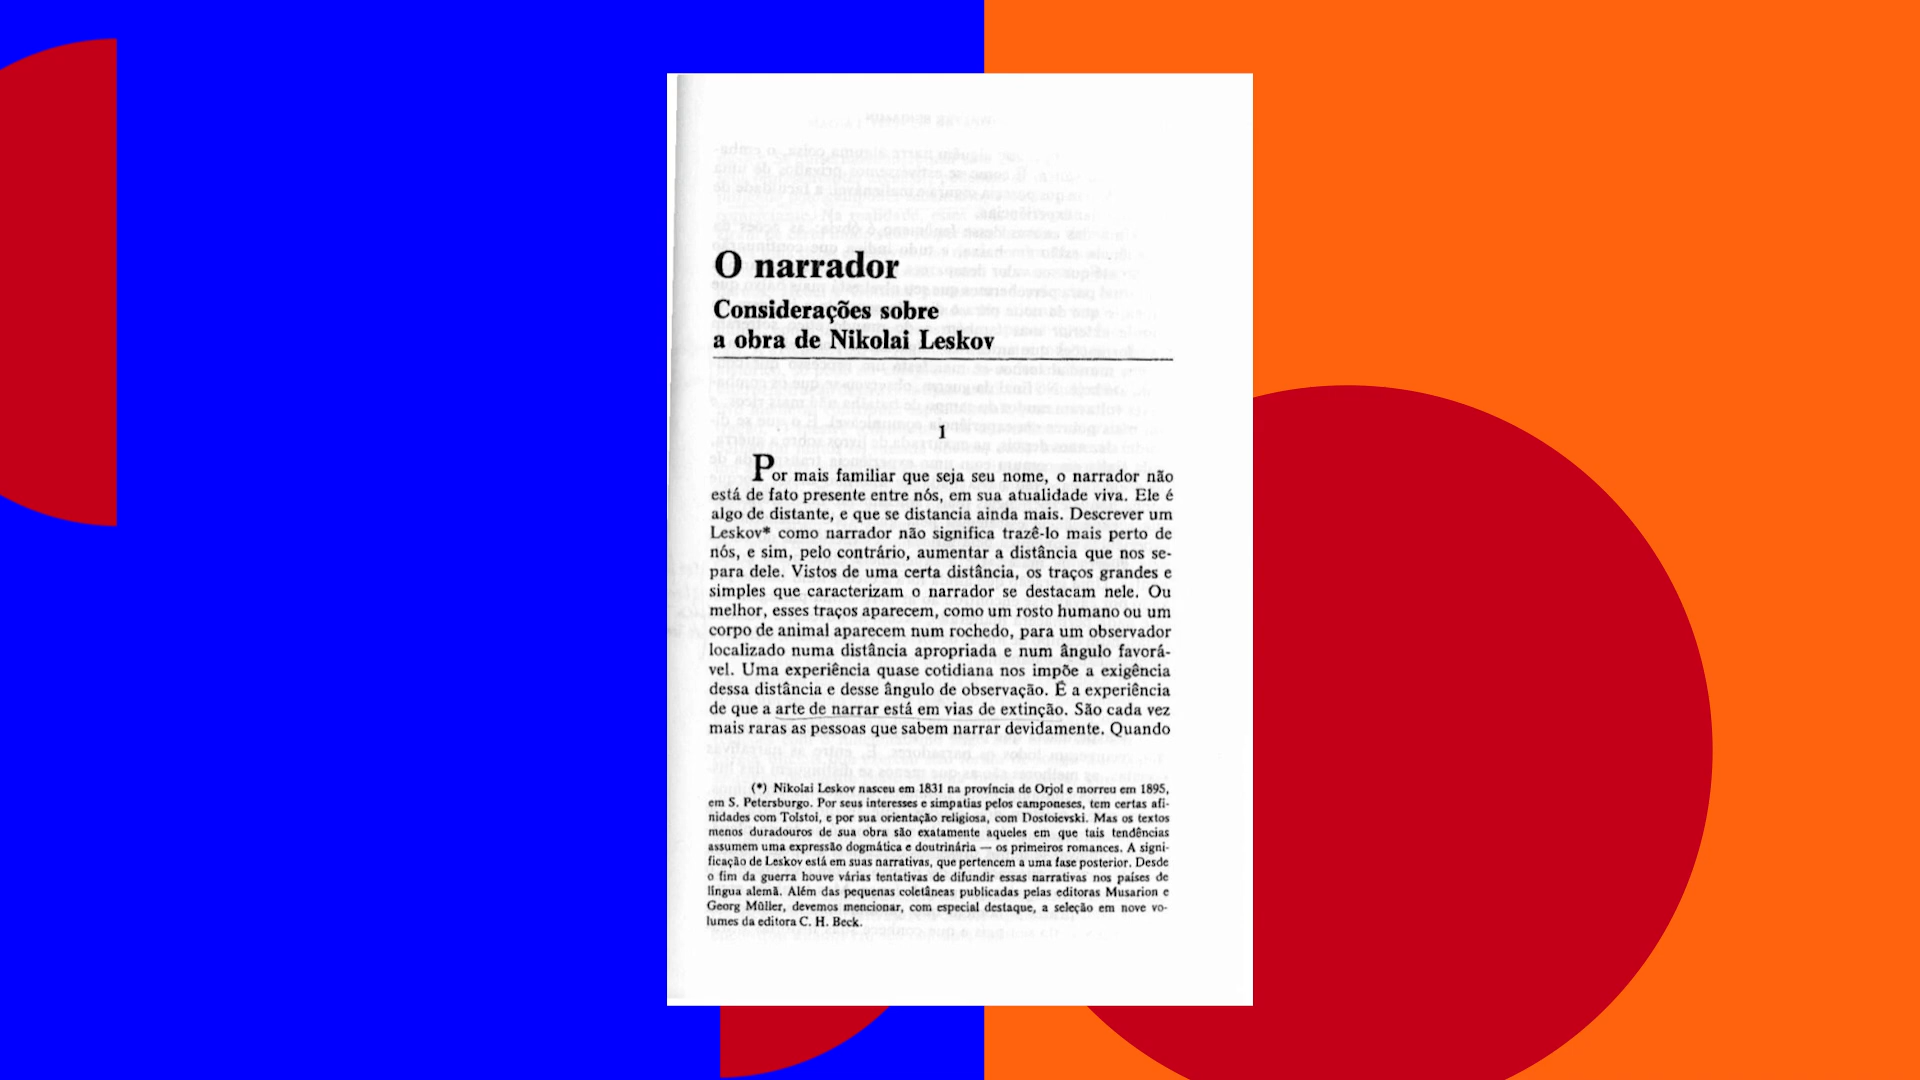 O narrador
Considerações sobre
a obra de Nikolai Leskov
1
Por mais familiar que seja seu nome, o narrador não
está de fato presente entre nós, em sua atualidade viva. Ele é
algo de distante, e que se distancia ainda mais. Descrever um
Leskov* como narrador não significa trazê-lo mais perto de
nós, e sim, pelo contrário, aumentar a distância que nos se-
para dele. Vistos de uma certa distância, os traços grandes e
simples que caracterizam o narrador se destacam nele. Ou
melhor, esses traços aparecem, como um rosto humano ou um
corpo de animal aparecem num rochedo, para um observador
localizado numa distância apropriada e num ângulo favorá-
vel. Uma experiência quase cotidiana nos impõe a exigência
dessa distância e desse ângulo de observação. É a experiência
de que a arte de narrar está em vias de extinção. São cada vez
mais raras as pessoas que sabem narrar devidamente. Quando
(*) Nikolai Leskov nasceu em 1831 na província de Orjol e morreu em 1895,
em S. Petersburgo. Por seus interesses e simpatias pelos camponeses, tem certas afi-
nidades com Tolstoi, e por sua orientação religiosa, com Dostoievski. Mas os textos
menos duradouros de sua obra são exatamente aqueles em que tais tendências
assumem uma expressão dogmática e doutrinária — os primeiros romances. A signi-
ficação de Leskov está em suas narrativas, que pertencem a uma fase posterior. Desde
o fim da guerra houve várias tentativas de difundir essas narrativas nos países de
língua alemã. Além das pequenas coletâneas publicadas pelas editoras Musarion e
Georg Müller, devemos mencionar, com especial destaque, a seleção em nove vo-
lumes da editora C. H. Beck.